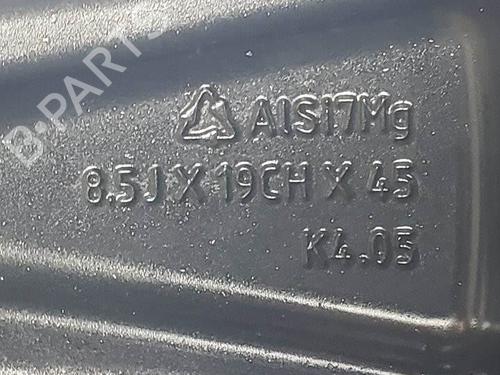 B-PARTS
AlSi7Mg
8.5J X 19CH X 45
K4.05